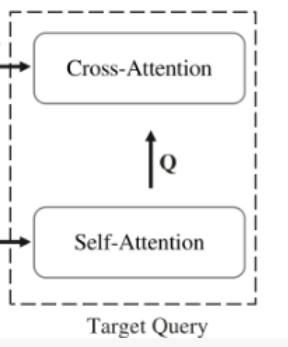 Cross-Attention
Q
Self-Attention
Target Query